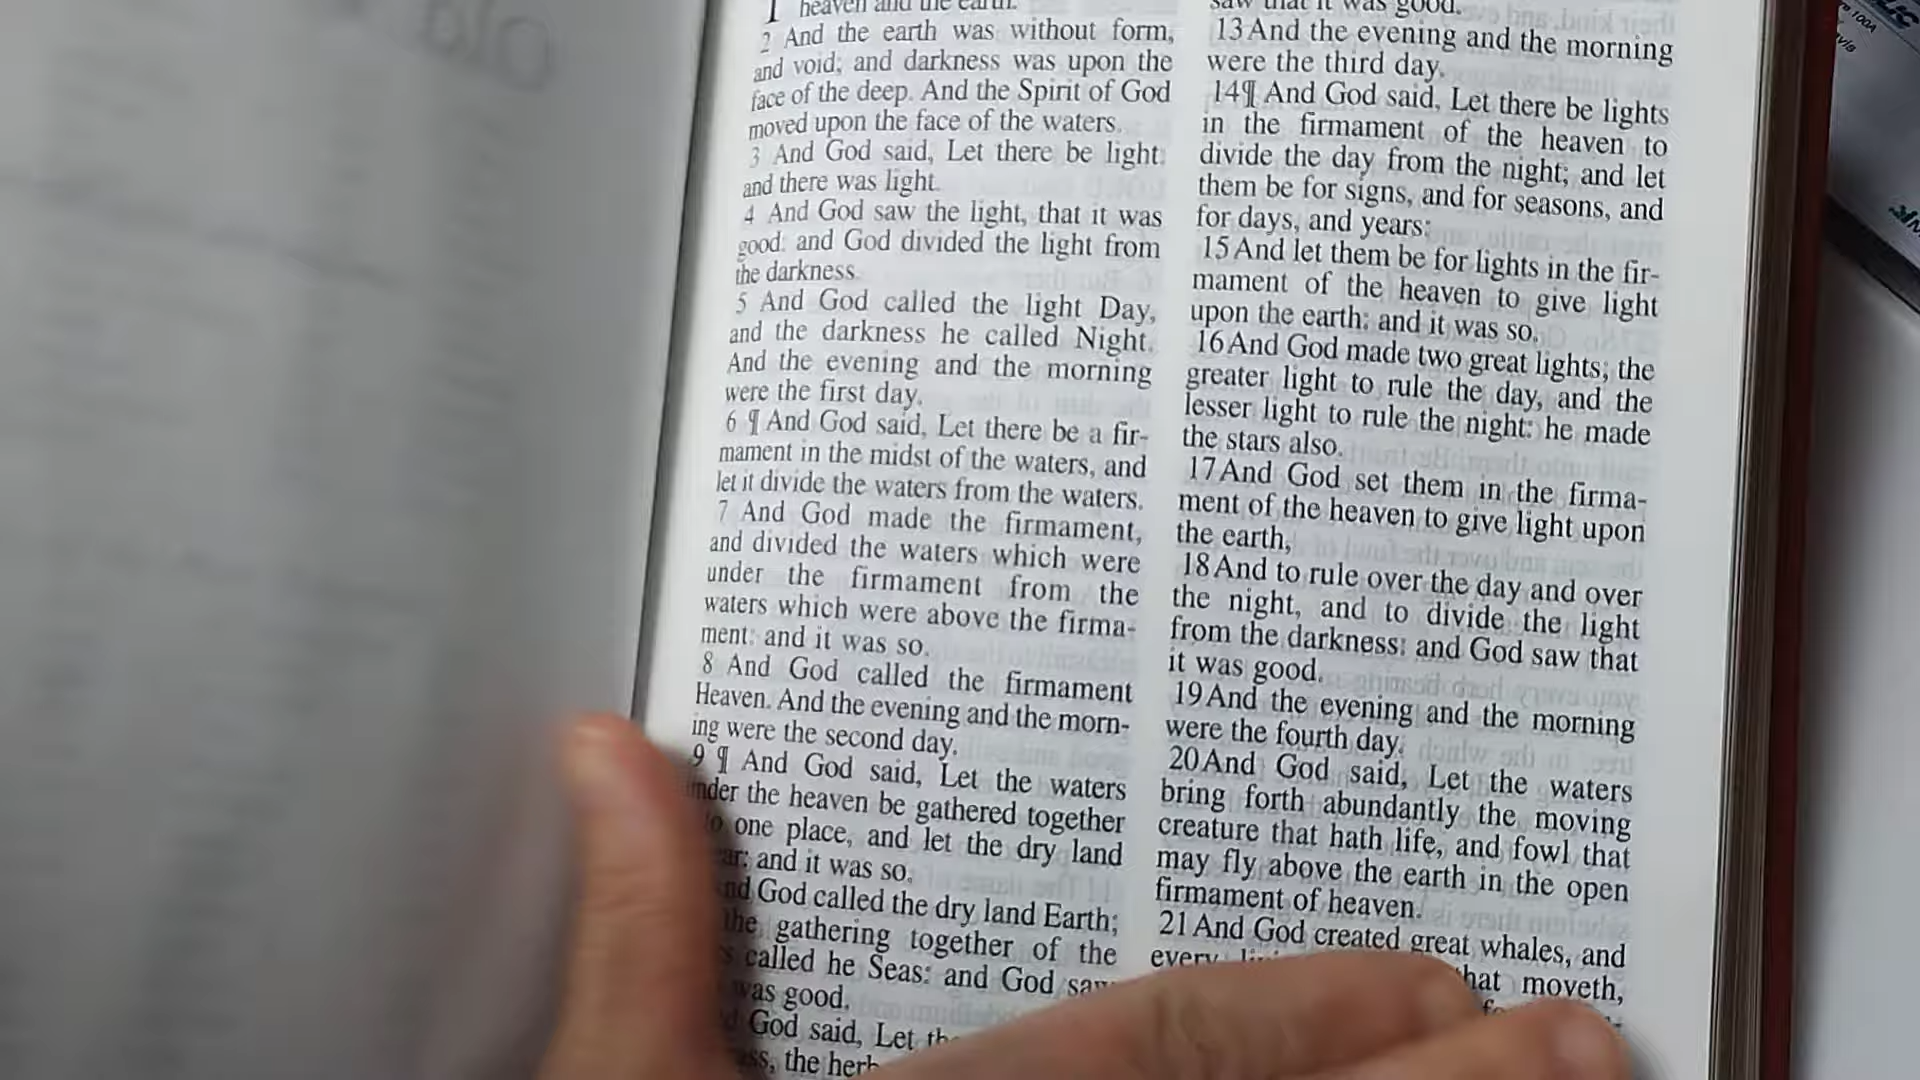 1 heaven and the earth.
2 And the earth was without form,
and void; and darkness was upon the
face of the deep. And the Spirit of God
moved upon the face of the waters.
3 And God said, Let there be light:
and there was light.
4 And God saw the light, that it was
good: and God divided the light from
the darkness.
5 And God called the light Day,
and the darkness he called Night.
And the evening and the morning
were the first day.
6 ¶ And God said, Let there be a fir-
mament in the midst of the waters, and
let it divide the waters from the waters.
7 And God made the firmament,
and divided the waters which were
under the firmament from the
waters which were above the firma-
ment: and it was so.
8 And God called the firmament
Heaven. And the evening and the morn-
ing were the second day.
9 ¶ And God said, Let the waters
under the heaven be gathered together
one place, and let the dry land
and it was so.
God called the dry land Earth;
the gathering together of the
called he Seas: and God saw
was good.
God said, Let
the herb
saw that it was good.
13 And the evening and the morning
were the third day.
14 ¶ And God said, Let there be lights
in the firmament of the heaven to
divide the day from the night; and let
them be for signs, and for seasons, and
for days, and years:
15 And let them be for lights in the fir-
mament of the heaven to give light
upon the earth: and it was so.
16 And God made two great lights; the
greater light to rule the day, and the
lesser light to rule the night: he made
the stars also.
17 And God set them in the firma-
ment of the heaven to give light upon
the earth,
18 And to rule over the day and over
the night, and to divide the light
from the darkness: and God saw that
it was good.
19 And the evening and the morning
were the fourth day.
20 And God said, Let the waters
bring forth abundantly the moving
creature that hath life, and fowl that
may fly above the earth in the open
firmament of heaven.
21 And God created great whales, and
every
that moveth,